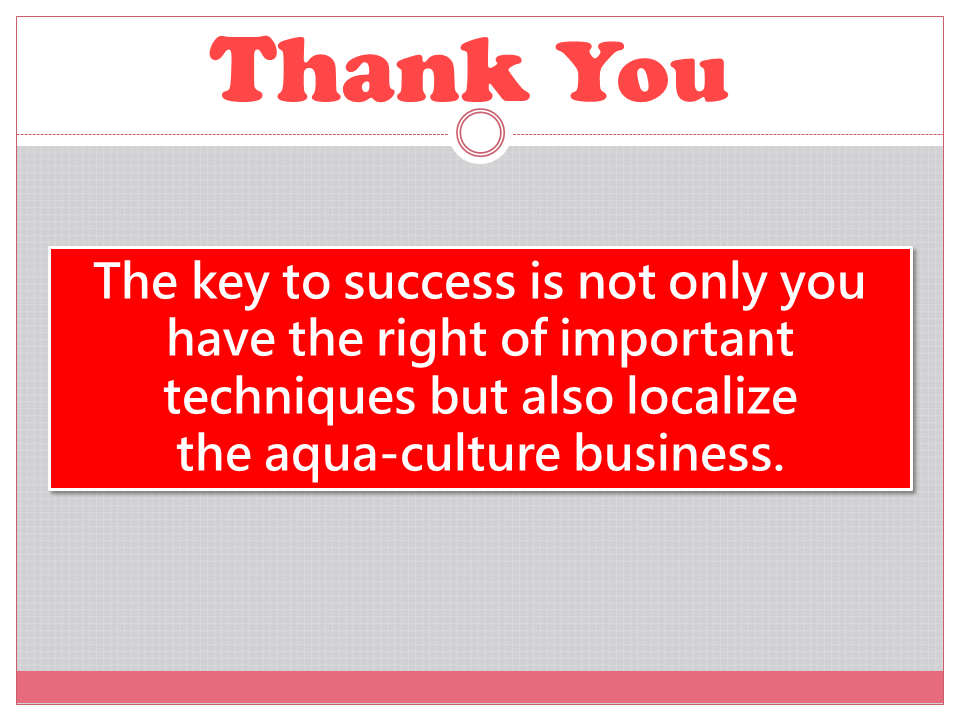 Thank You
The key to success is not only you
have the right of important
techniques but also localize
the aqua-culture business.